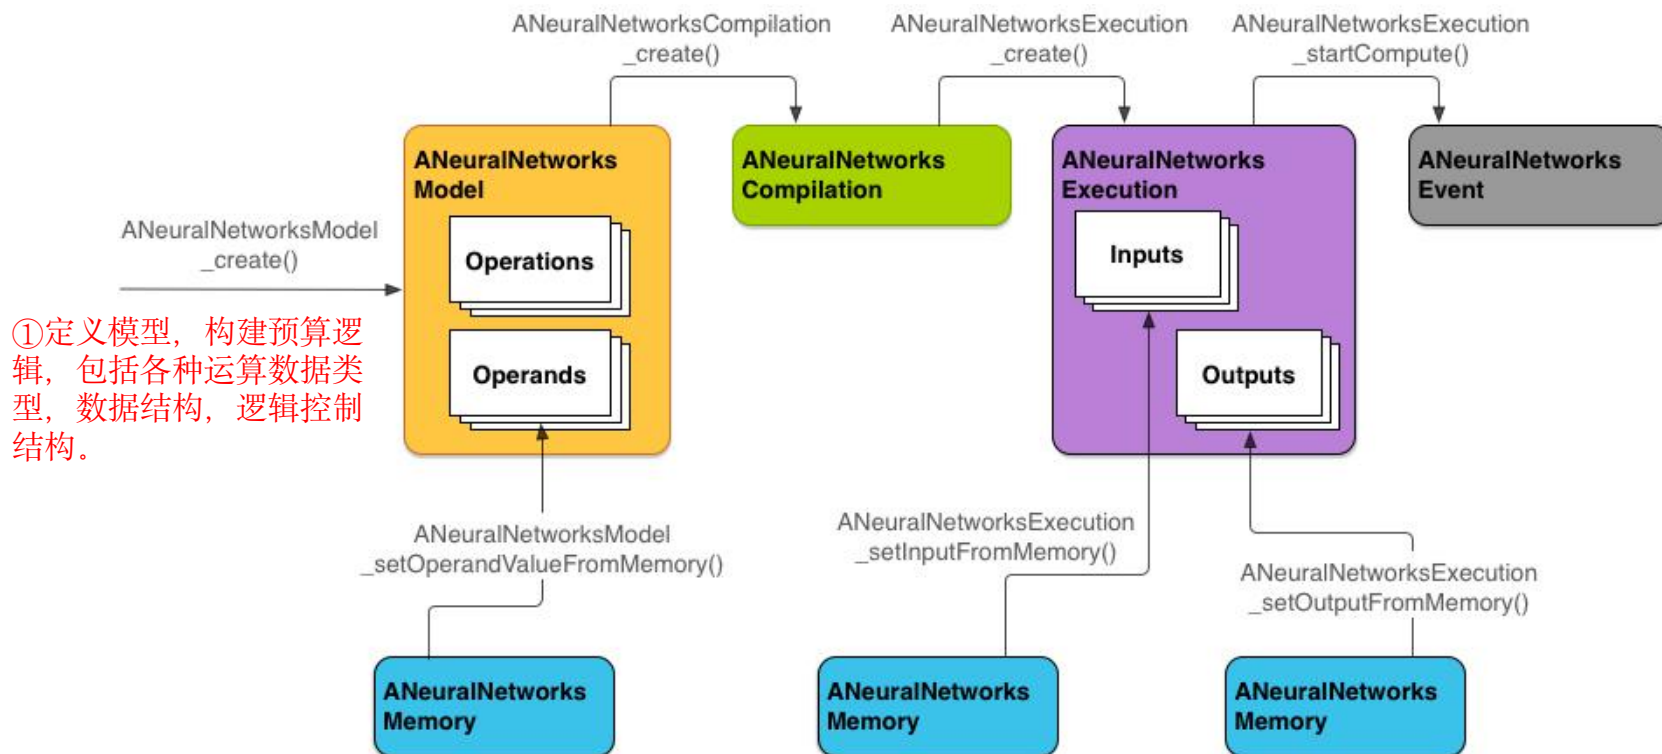 ANeuralNetworksCompilation
_create()
ANeuralNetworksExecution
_create()
ANeuralNetworksExecution
_startCompute()
ANeuralNetworks
Model
ANeuralNetworks
Compilation
ANeuralNetworks
Execution
ANeuralNetworks
Event
ANeuralNetworksModel
_create()
Operations
Operands
Inputs
Outputs
①定义模型，构建预算逻
辑，包括各种运算数据类
型，数据结构，逻辑控制
结构。
ANeuralNetworksModel
_setOperandValueFromMemory()
ANeuralNetworksExecution
_setInputFromMemory()
ANeuralNetworksExecution
_setOutputFromMemory()
ANeuralNetworks
Memory
ANeuralNetworks
Memory
ANeuralNetworks
Memory